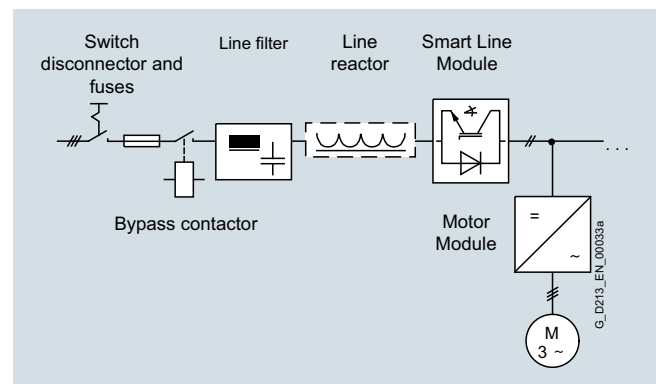 Switch
disconnector and
fuses
Line filter
Line
reactor
Smart Line
Module
Bypass contactor
. . .
Motor
Module
=
~
G_D213_EN_00033a
M
3 ~